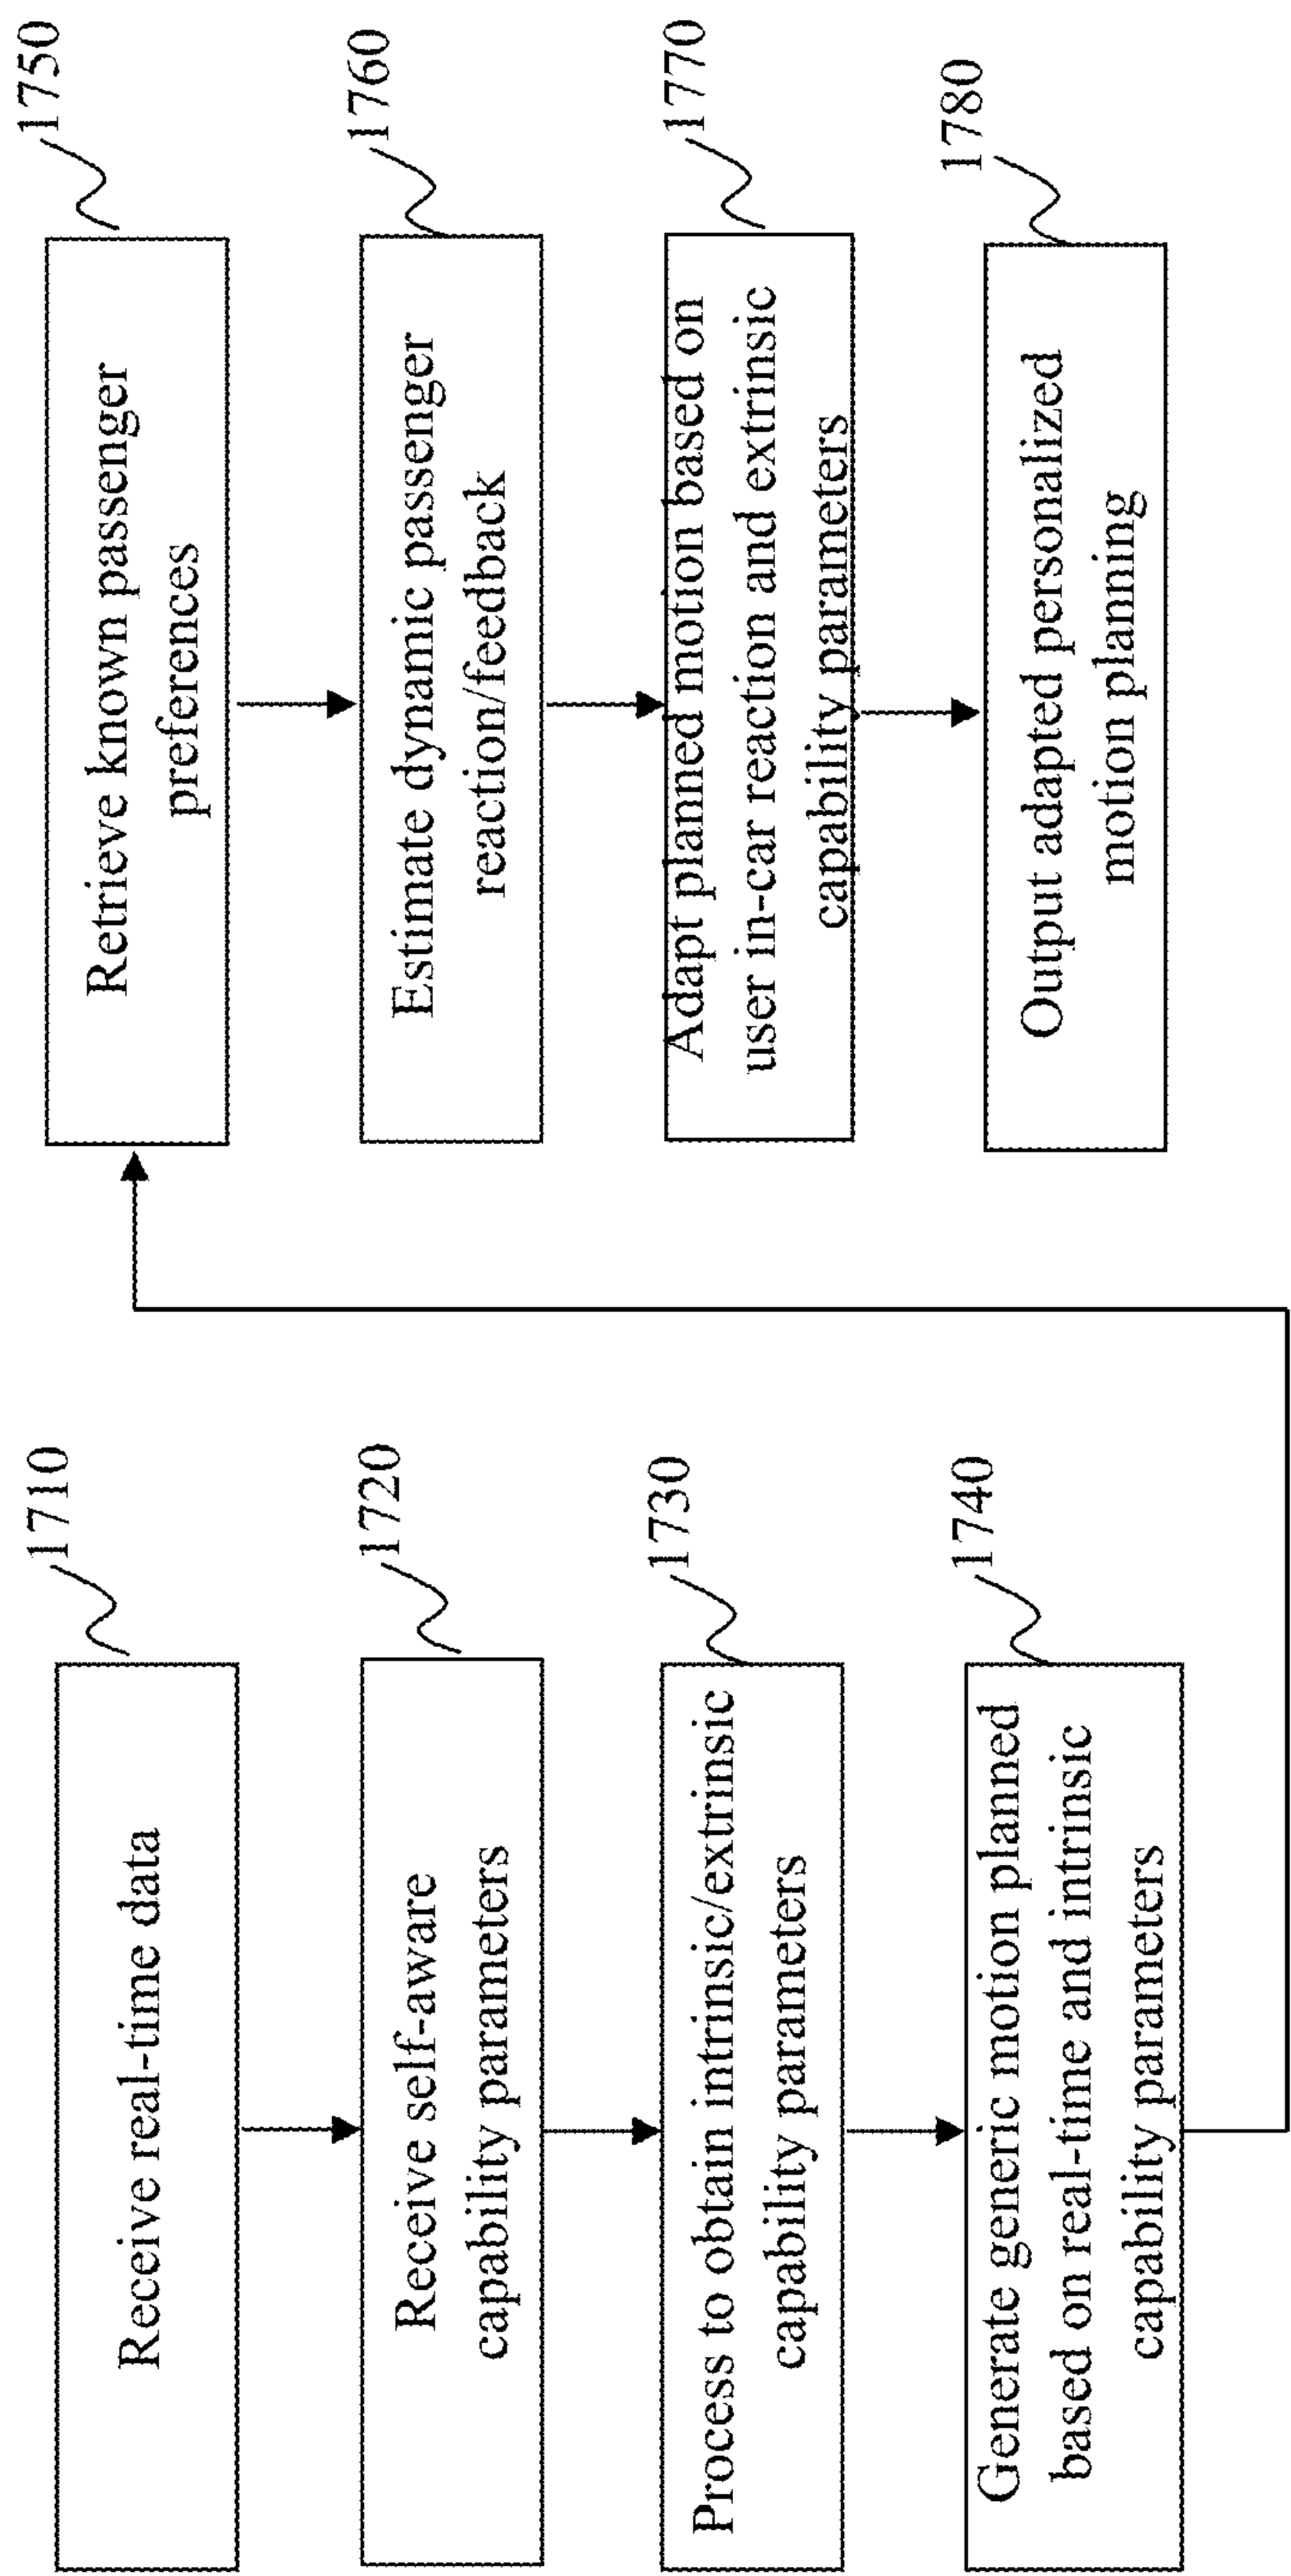 Receive real-time data
1710
Receive self-aware
capability parameters
1720
Process to obtain intrinsic/extrinsic
capability parameters
1730
Generate generic motion planned
based on real-time and intrinsic
capability parameters
1740
Retrieve known passenger
preferences
1750
Estimate dynamic passenger
reaction/feedback
1760
Adapt planned motion based on
user in-car reaction and extrinsic
capability parameters
1770
Output adapted personalized
motion planning
1780